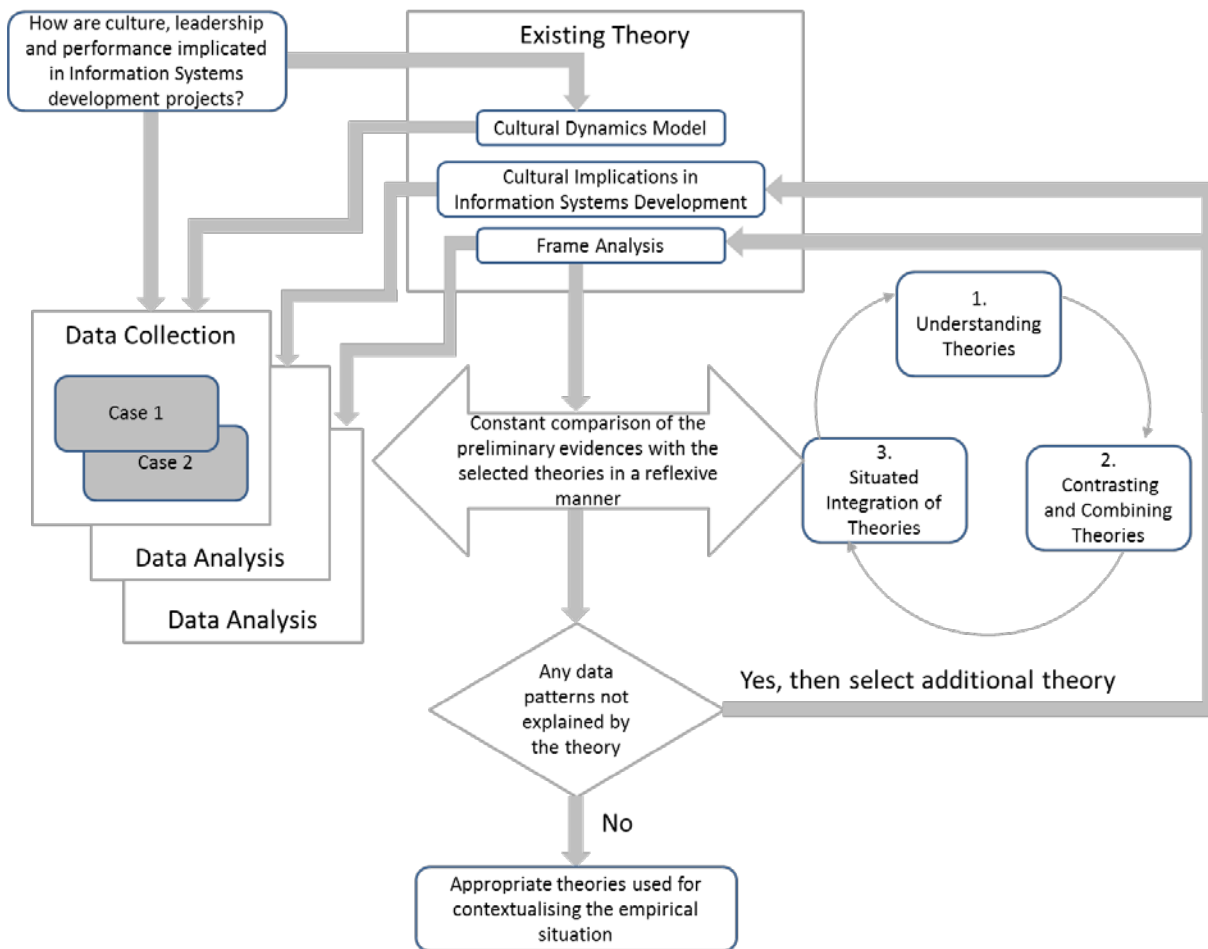 How are culture, leadership
and performance implicated
in Information Systems
development projects?
Existing Theory
Cultural Dynamics Model
Cultural Implications in
Information Systems Development
Frame Analysis
Data Collection
Case 1
Case 2
Data Analysis
Data Analysis
Constant comparison of the
preliminary evidences with the
selected theories in a reflexive
manner
1.
Understanding
Theories
2.
Contrasting
and Combining
Theories
3.
Situated
Integration of
Theories
Any data
patterns not
explained by
the theory
Yes, then select additional theory
No
Appropriate theories used for
contextualising the empirical
situation